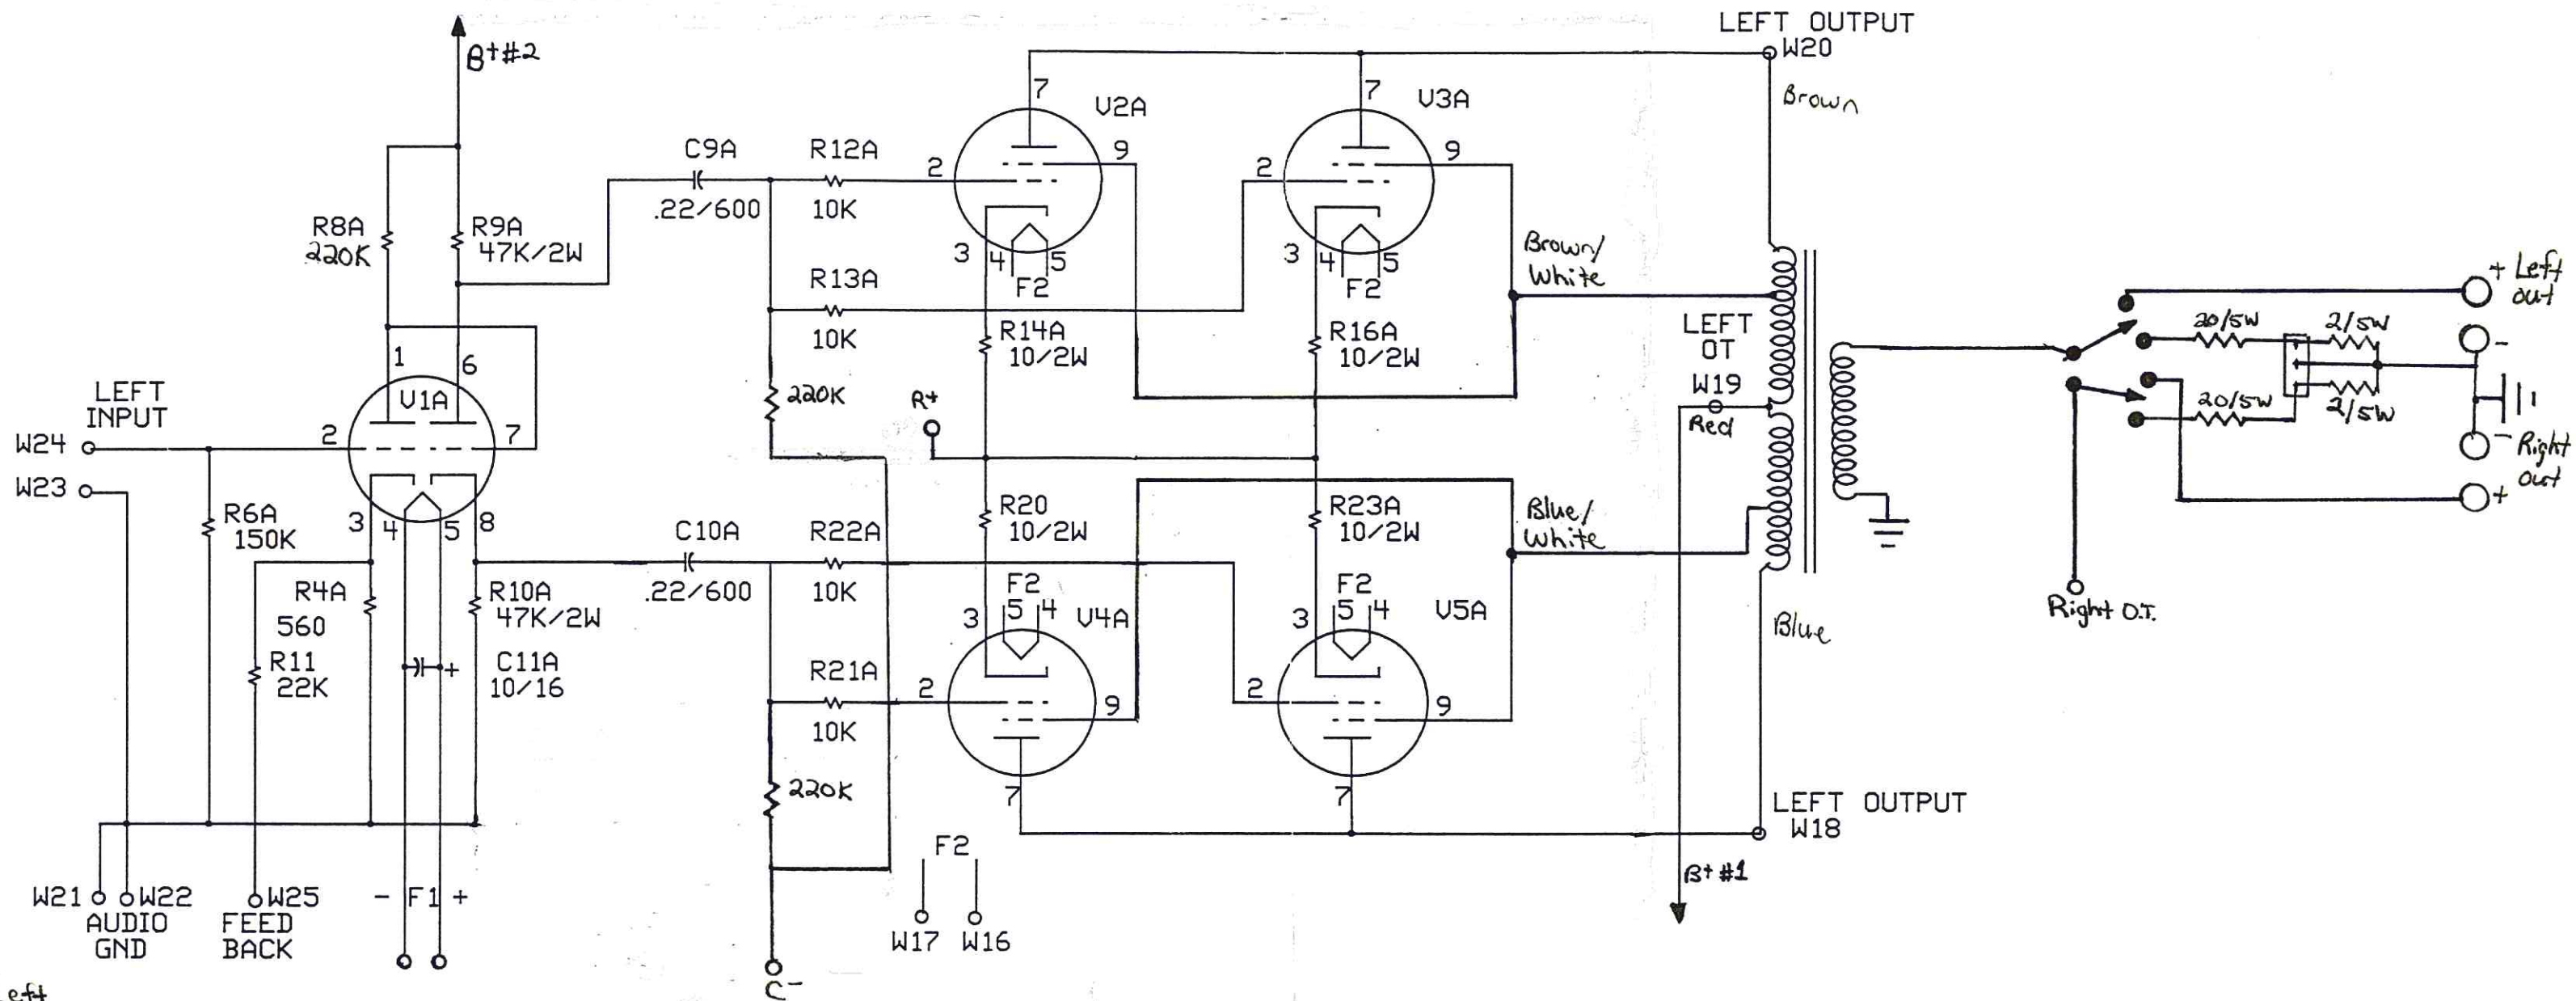 B+#2
R8A
220K
R9A
47K/2W
1
6
V1A
2
7
3
4
5
8
LEFT
INPUT
W24
W23
R6A
150K
R4A
560
R11
22K
R10A
47K/2W
+
C11A
10/16
W21
W22
AUDIO
GND
W25
FEED
BACK
- F1 +
C9A
.22/600
R12A
10K
R13A
10K
220K
C10A
.22/600
R22A
10K
R21A
10K
220K
C-
R+
7
V2A
2
9
3
4
5
F2
R14A
10/2W
7
V3A
2
9
3
4
5
F2
R16A
10/2W
R20
10/2W
F2
5
4
3
V4A
2
9
7
R23A
10/2W
F2
5
4
3
V5A
2
9
7
F2
W17
W16
LEFT OUTPUT
W20
Brown
Brown/
White
LEFT
OT
W19
Red
Blue/
White
Blue
LEFT OUTPUT
W18
B+ #1
20/5W
2/5W
20/5W
2/5W
Right O.T.
+ Left
out
-
- Right
out
+
Left